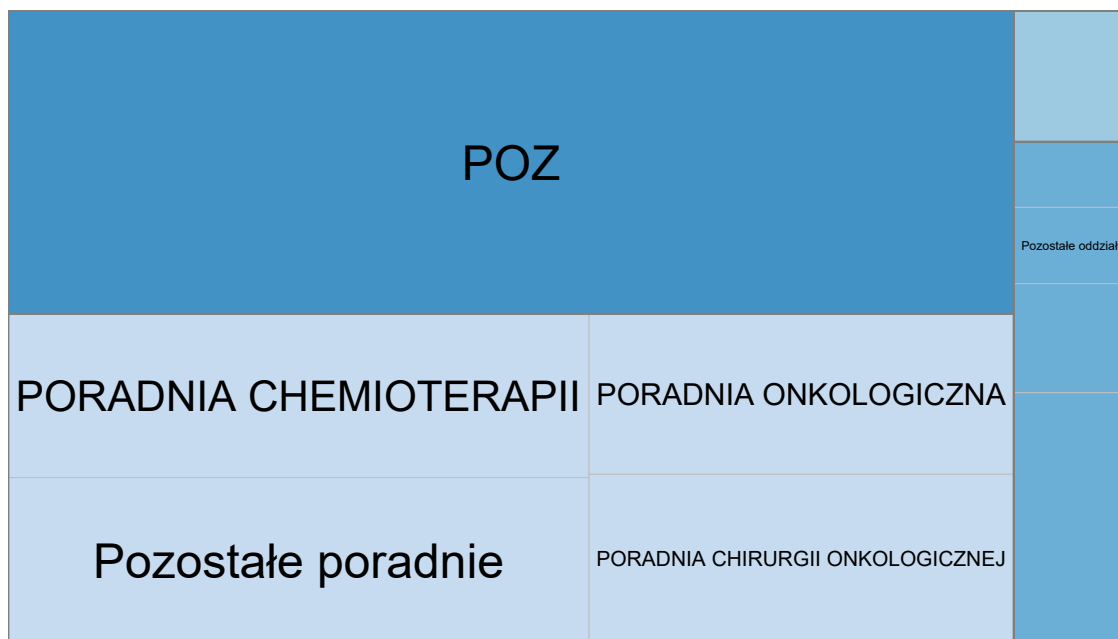 POZ
Pozostałe oddział
PORADNIA CHEMIOTERAPII
PORADNIA ONKOLOGICZNA
Pozostałe poradnie
PORADNIA CHIRURGII ONKOLOGICZNEJ